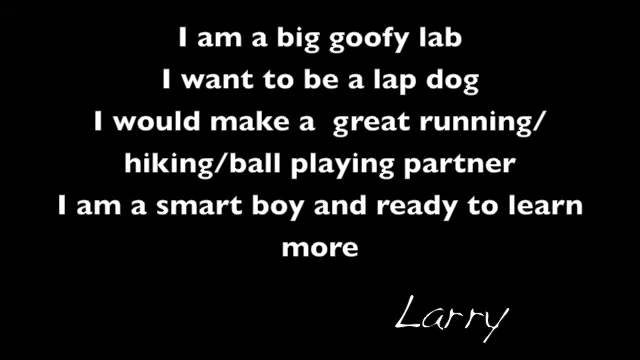 I am a big goofy lab
I want to be a lap dog
I would make a  great running/
hiking/ball playing partner
I am a smart boy and ready to learn
more
Larry